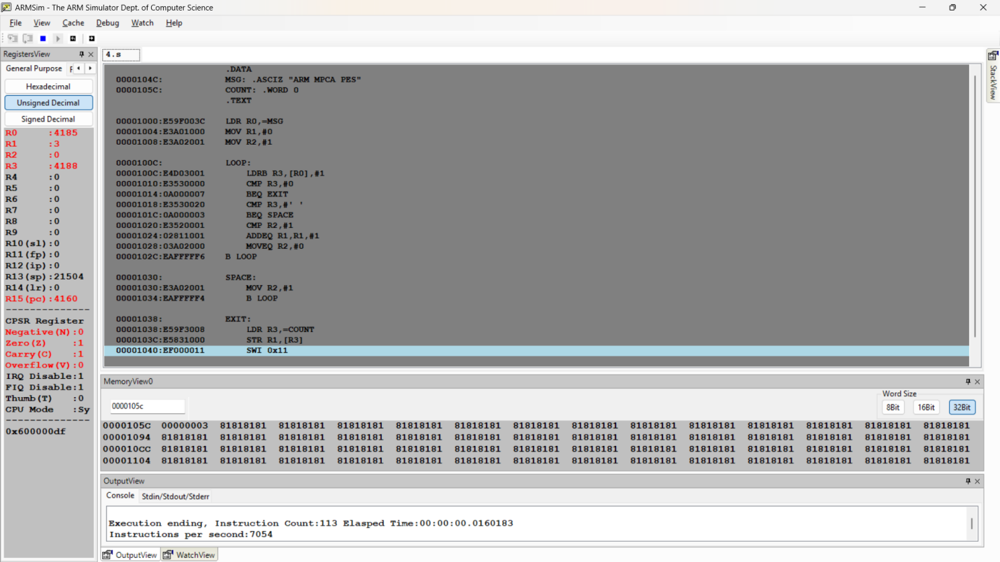 ARMSim - The ARM Simulator Dept. of Computer Science
File View Cache Debug Watch Help
RegistersView
General Purpose
Hexadecimal
Unsigned Decimal
Signed Decimal
R0 :4185
R1 :3
R2 :0
R3 :4188
R4 :0
R5 :0
R6 :0
R7 :0
R8 :0
R9 :0
R10(sl):0
R11(fp):0
R12(ip):0
R13(sp):21504
R14(lr):0
R15(pc):4160
---------------
CPSR Register
Negative(N):0
Zero(Z) :1
Carry(C) :1
Overflow(V):0
IRQ Disable:1
FIQ Disable:1
Thumb(T) :0
CPU Mode :Sy
---------------
0x600000df
4.s
.DATA
0000104C: MSG: .ASCIZ "ARM MPCA PES"
0000105C: COUNT: .WORD 0
.TEXT
00001000:E59F003C LDR R0,=MSG
00001004:E3A01000 MOV R1,#0
00001008:E3A02001 MOV R2,#1
0000100C: LOOP:
0000100C:E4D03001 LDRB R3,[R0],#1
00001010:E3530000 CMP R3,#0
00001014:0A000007 BEQ EXIT
00001018:E3530020 CMP R3,#' '
0000101C:0A000003 BEQ SPACE
00001020:E3520001 CMP R2,#1
00001024:02811001 ADDEQ R1,R1,#1
00001028:03A02000 MOVEQ R2,#0
0000102C:EAFFFFF6 B LOOP
00001030: SPACE:
00001030:E3A02001 MOV R2,#1
00001034:EAFFFFF4 B LOOP
00001038: EXIT:
00001038:E59F3008 LDR R3,=COUNT
0000103C:E5831000 STR R1,[R3]
00001040:EF000011 SWI 0x11
StackView
MemoryView0
0000105c
Word Size
8Bit 16Bit 32Bit
0000105C 00000003 81818181 81818181 81818181 81818181 81818181 81818181 81818181 81818181 81818181 81818181 81818181 81818181 81818181
00001094 81818181 81818181 81818181 81818181 81818181 81818181 81818181 81818181 81818181 81818181 81818181 81818181 81818181 81818181
000010CC 81818181 81818181 81818181 81818181 81818181 81818181 81818181 81818181 81818181 81818181 81818181 81818181 81818181 81818181
00001104 81818181 81818181 81818181 81818181 81818181 81818181 81818181 81818181 81818181 81818181 81818181 81818181 81818181 81818181
OutputView
Console Stdin/Stdout/Stderr
Execution ending, Instruction Count:113 Elasped Time:00:00:00.0160183
Instructions per second:7054
OutputView WatchView